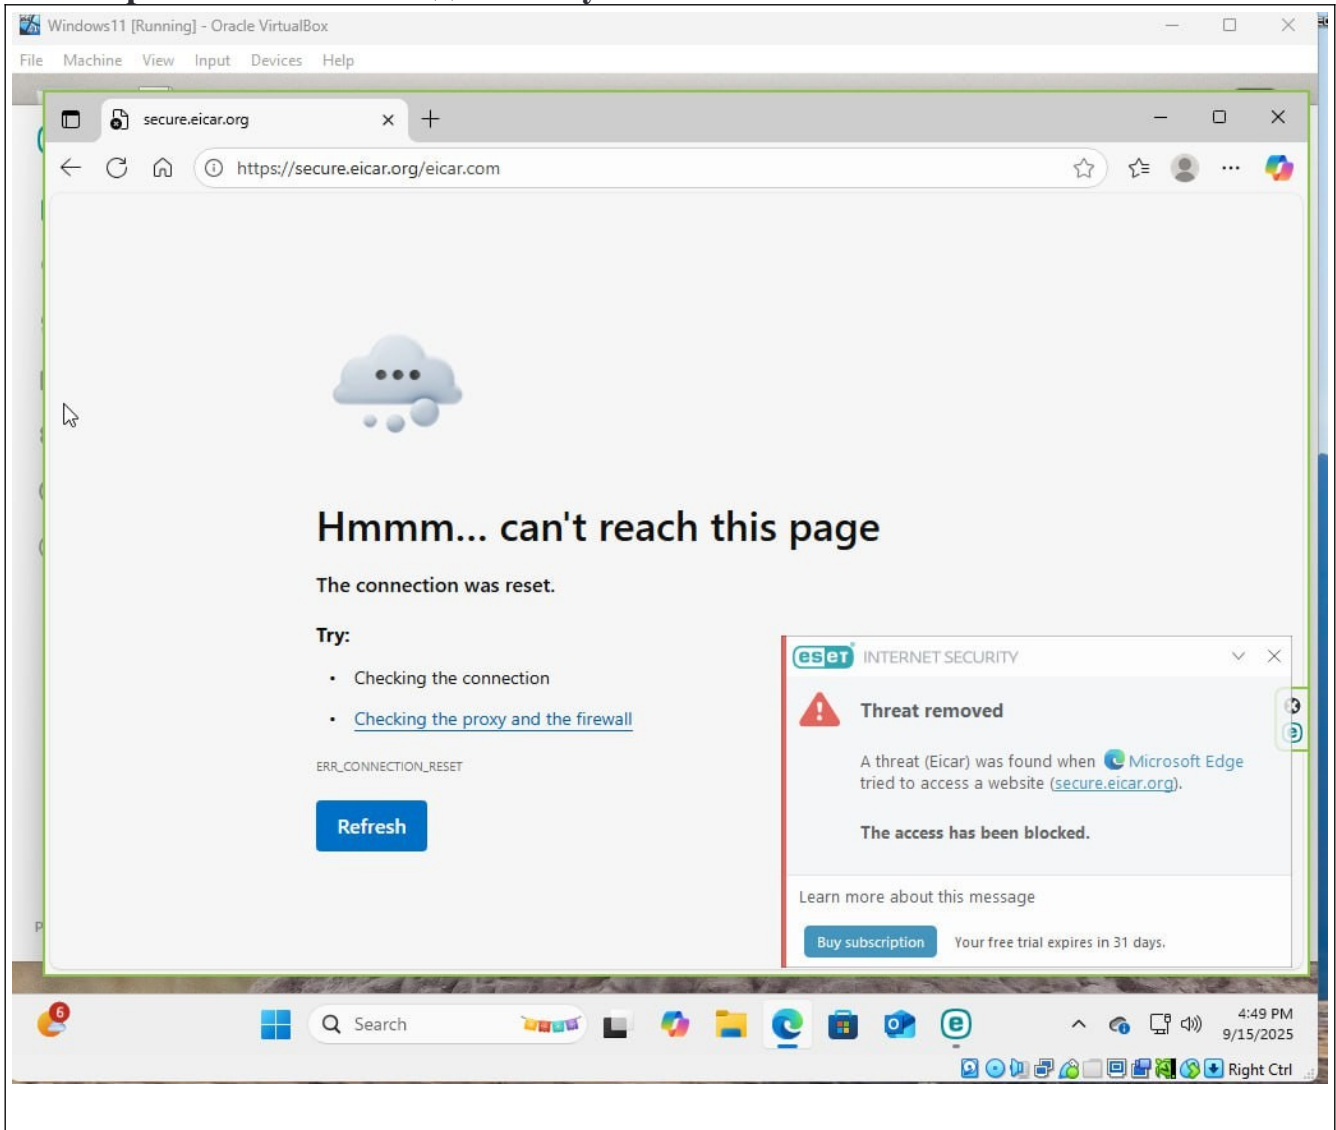 Windows11 [Running] - Oracle VirtualBox
File Machine View Input Devices Help
secure.eicar.org
https://secure.eicar.org/eicar.com
Hmmm... can't reach this page
The connection was reset.
Try:
• Checking the connection
• Checking the proxy and the firewall
ERR_CONNECTION_RESET
Refresh
eset INTERNET SECURITY
Threat removed
A threat (Eicar) was found when Microsoft Edge
tried to access a website (secure.eicar.org).
The access has been blocked.
Learn more about this message
Buy subscription Your free trial expires in 31 days.
6
Search
4:49 PM
9/15/2025
Right Ctrl